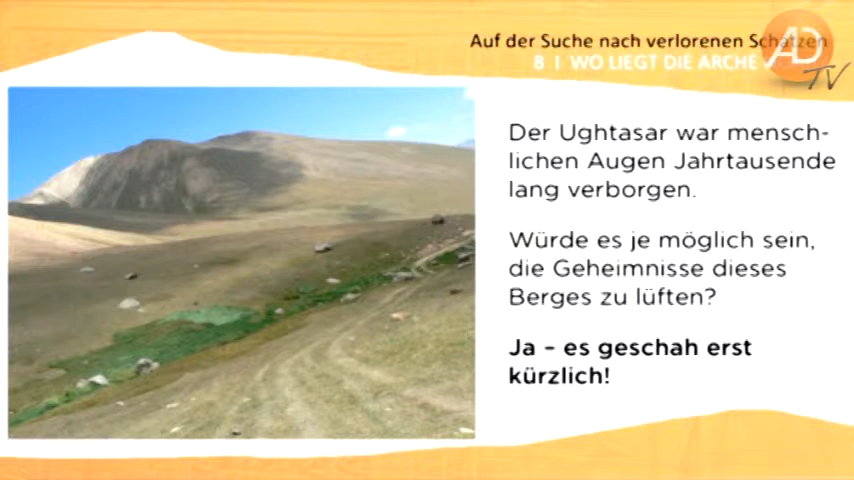 Auf der Suche nach verlorenen Schätzen
8 | WO LIEGT DIE ARCHE
AD
TV
Der Ughtasar war mensch-
lichen Augen Jahrtausende
lang verborgen.
Würde es je möglich sein,
die Geheimnisse dieses
Berges zu lüften?
Ja – es geschah erst
kürzlich!